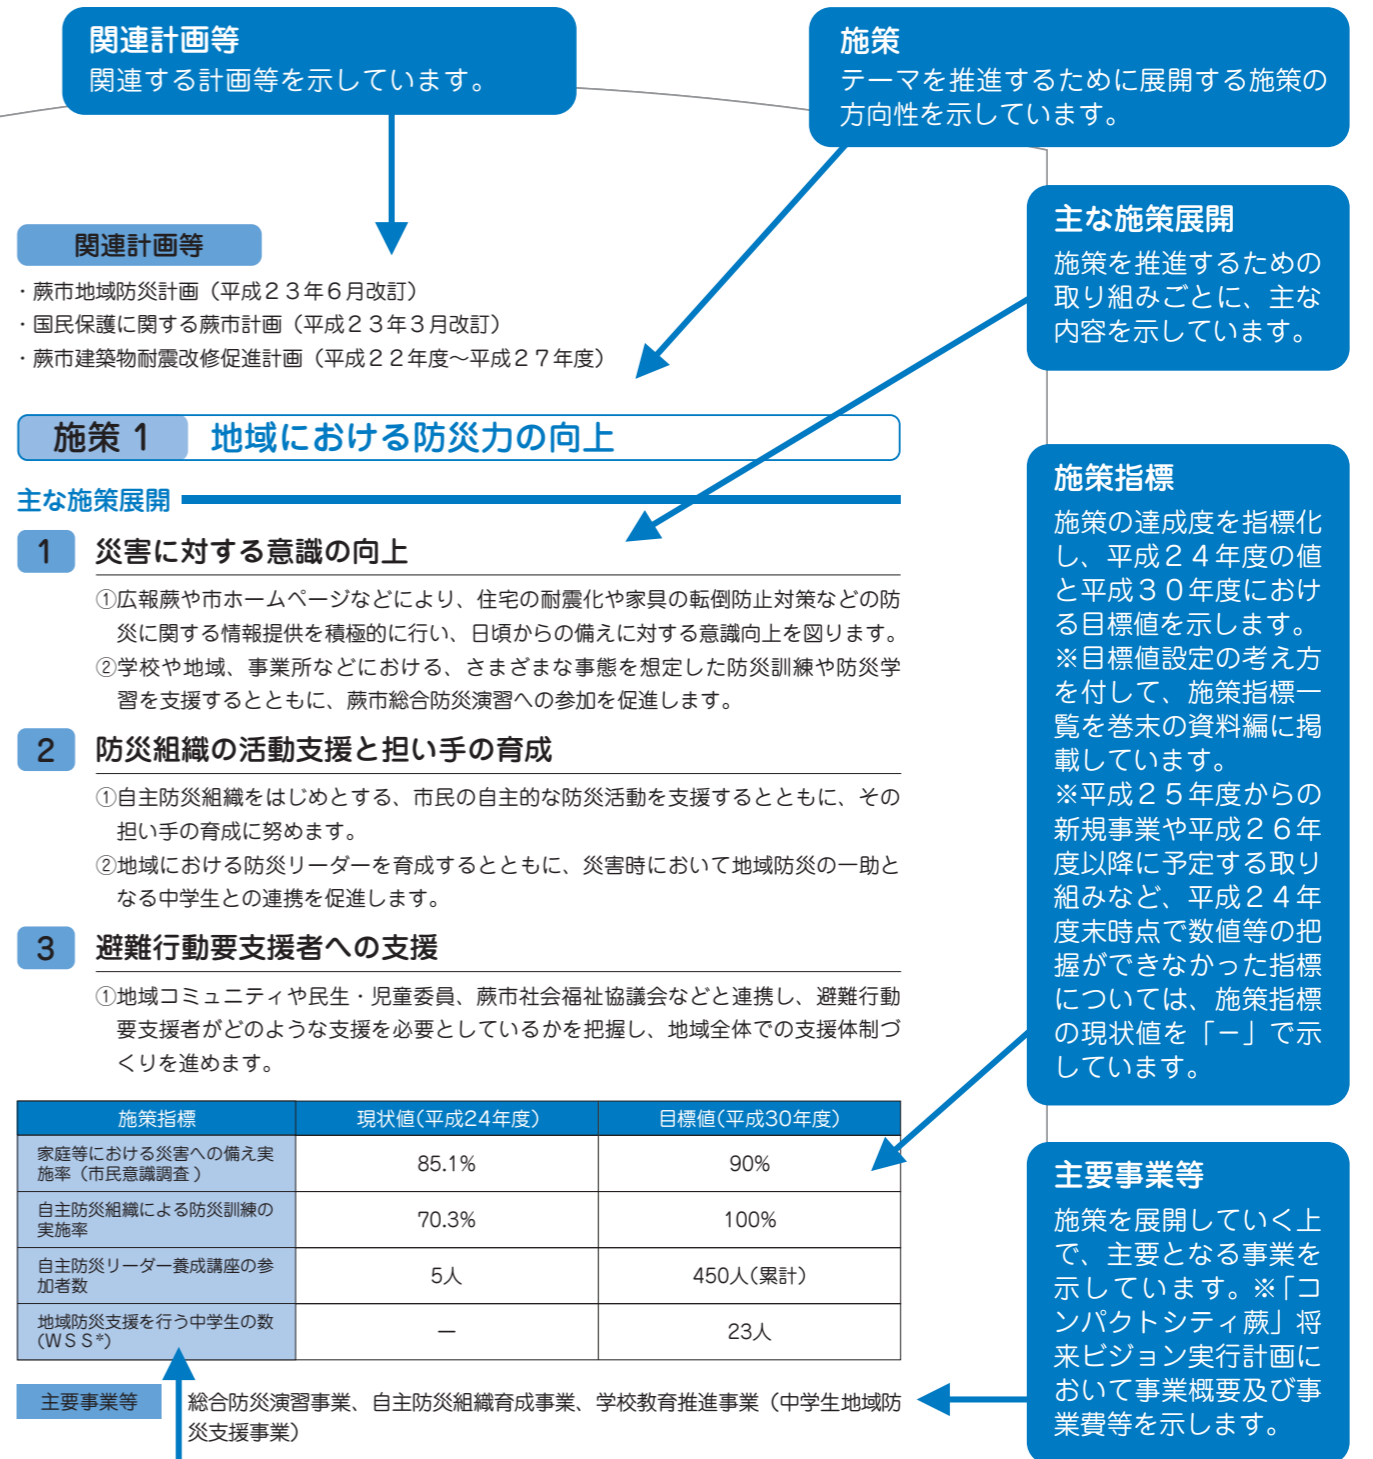 関連計画等
関連する計画等を示しています。
施策
テーマを推進するために展開する施策の
方向性を示しています。
主な施策展開
施策を推進するための
取り組みごとに、主な
内容を示しています。
関連計画等
・蕨市地域防災計画（平成２３年６月改訂）
・国民保護に関する蕨市計画（平成２３年３月改訂）
・蕨市建築物耐震改修促進計画（平成２２年度～平成２７年度）
施策 1　地域における防災力の向上
主な施策展開
1　災害に対する意識の向上
①広報蕨や市ホームページなどにより、住宅の耐震化や家具の転倒防止対策などの防
災に関する情報提供を積極的に行い、日頃からの備えに対する意識向上を図ります。
②学校や地域、事業所などにおける、さまざまな事態を想定した防災訓練や防災学
習を支援するとともに、蕨市総合防災演習への参加を促進します。
2　防災組織の活動支援と担い手の育成
①自主防災組織をはじめとする、市民の自主的な防災活動を支援するとともに、その
担い手の育成に努めます。
②地域における防災リーダーを育成するとともに、災害時において地域防災の一助と
なる中学生との連携を促進します。
3　避難行動要支援者への支援
①地域コミュニティや民生・児童委員、蕨市社会福祉協議会などと連携し、避難行動
要支援者がどのような支援を必要としているかを把握し、地域全体での支援体制づ
くりを進めます。
施策指標
施策の達成度を指標化
し、平成２４年度の値
と平成３０年度におけ
る目標値を示します。
※目標値設定の考え方
を付して、施策指標一
覧を巻末の資料編に掲
載しています。
※平成２５年度からの
新規事業や平成２６年
度以降に予定する取り
組みなど、平成２４年
度末時点で数値等の把
握ができなかった指標
については、施策指標
の現状値を「－」で示
しています。
施策指標　現状値(平成24年度)　目標値(平成30年度)
家庭等における災害への備え実
施率（市民意識調査）　85.1%　90%
自主防災組織による防災訓練の
実施率　70.3%　100%
自主防災リーダー養成講座の参
加者数　5人　450人(累計)
地域防災支援を行う中学生の数
(ＷＳＳ*)　－　23人
主要事業等　総合防災演習事業、自主防災組織育成事業、学校教育推進事業（中学生地域防
災支援事業）
主要事業等
施策を展開していく上
で、主要となる事業を
示しています。※「コ
ンパクトシティ蕨」将
来ビジョン実行計画に
おいて事業概要及び事
業費等を示します。